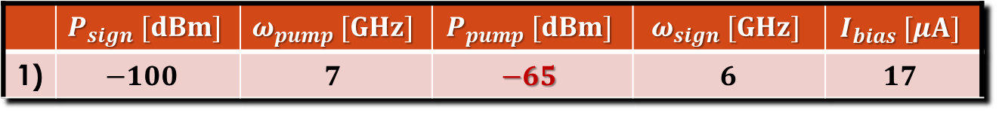 P_sign [dBm] ω_pump [GHz] P_pump [dBm] ω_sign [GHz] I_bias [μA]
1) −100 7 −65 6 17